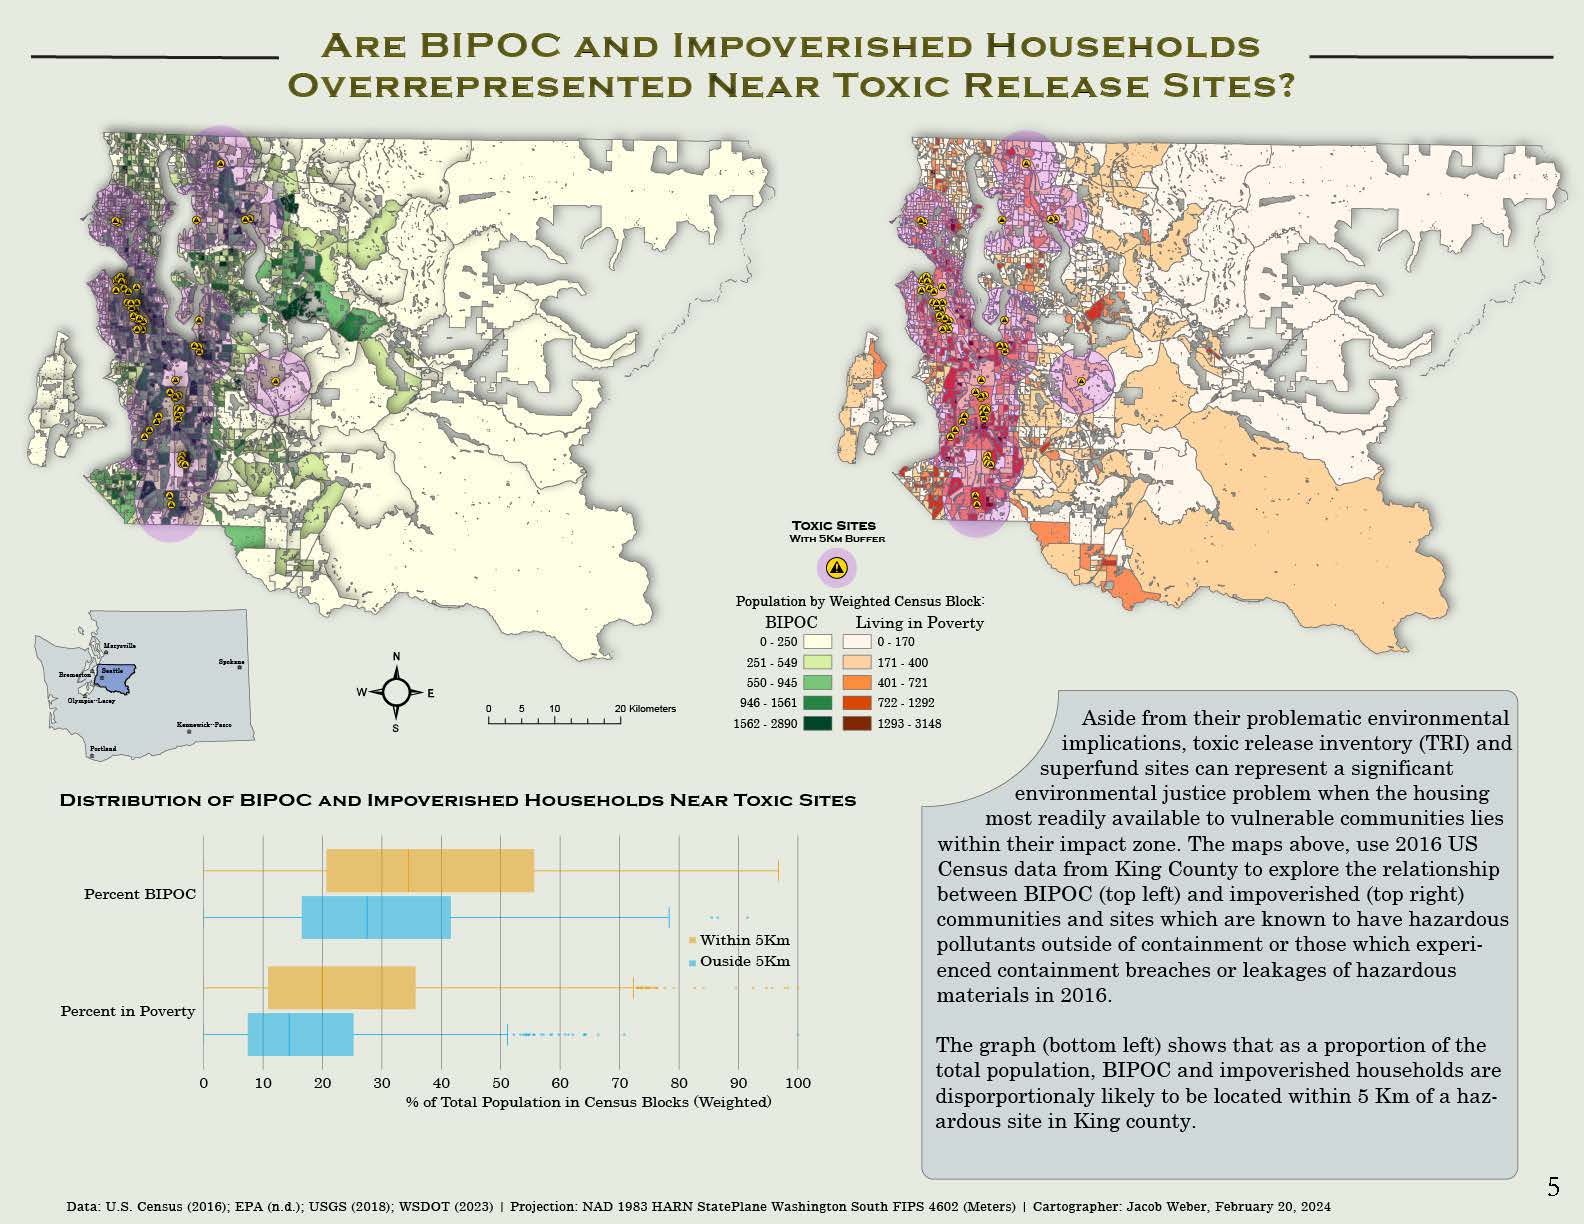 Are BIPOC and Impoverished Households
Overrepresented Near Toxic Release Sites?
Toxic Sites
With 5Km Buffer
Population by Weighted Census Block:
BIPOC Living in Poverty
0 - 250 0 - 170
251 - 549 171 - 400
550 - 945 401 - 721
946 - 1561 722 - 1292
1562 - 2890 1293 - 3148
Marysville
Spokane
Bremerton
Seattle
Olympia--Lacey
Kennewick--Pasco
Portland
N
W E
S
0 5 10 20 Kilometers
Distribution of BIPOC and Impoverished Households Near Toxic Sites
Percent BIPOC
Within 5Km
Ouside 5Km
Percent in Poverty
0 10 20 30 40 50 60 70 80 90 100
% of Total Population in Census Blocks (Weighted)
Aside from their problematic environmental
implications, toxic release inventory (TRI) and
superfund sites can represent a significant
environmental justice problem when the housing
most readily available to vulnerable communities lies
within their impact zone. The maps above, use 2016 US
Census data from King County to explore the relationship
between BIPOC (top left) and impoverished (top right)
communities and sites which are known to have hazardous
pollutants outside of containment or those which experi-
enced containment breaches or leakages of hazardous
materials in 2016.
The graph (bottom left) shows that as a proportion of the
total population, BIPOC and impoverished households are
disporportionaly likely to be located within 5 Km of a haz-
ardous site in King county.
5
Data: U.S. Census (2016); EPA (n.d.); USGS (2018); WSDOT (2023) | Projection: NAD 1983 HARN StatePlane Washington South FIPS 4602 (Meters) | Cartographer: Jacob Weber, February 20, 2024